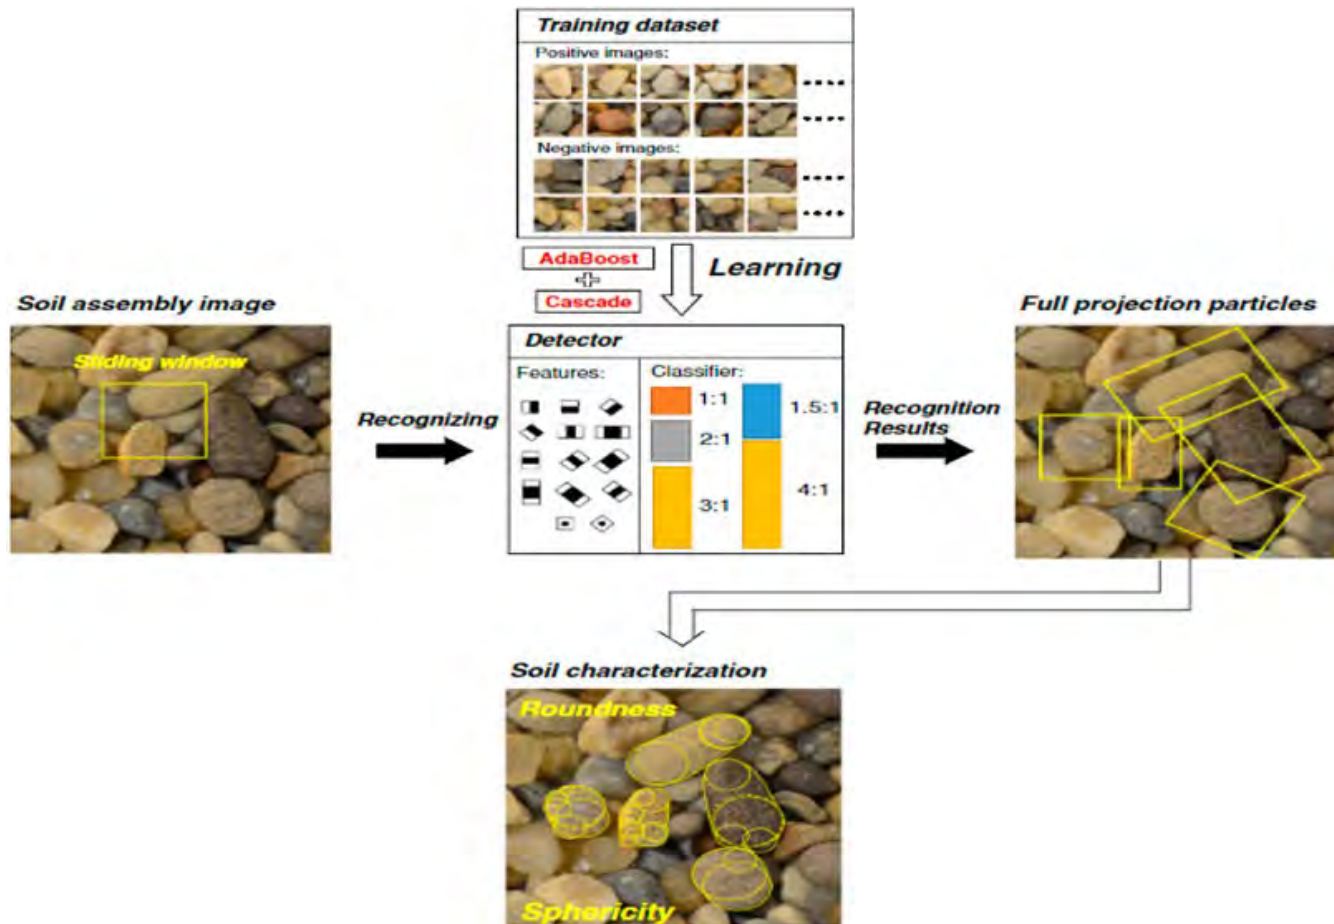 Training dataset
Positive images:
Negative images:
AdaBoost
Cascade
Learning
Soil assembly image
Sliding window
Recognizing
Detector
Features:
Classifier:
1:1
1.5:1
2:1
3:1
4:1
Recognition
Results
Full projection particles
Soil characterization
Roundness
Sphericity